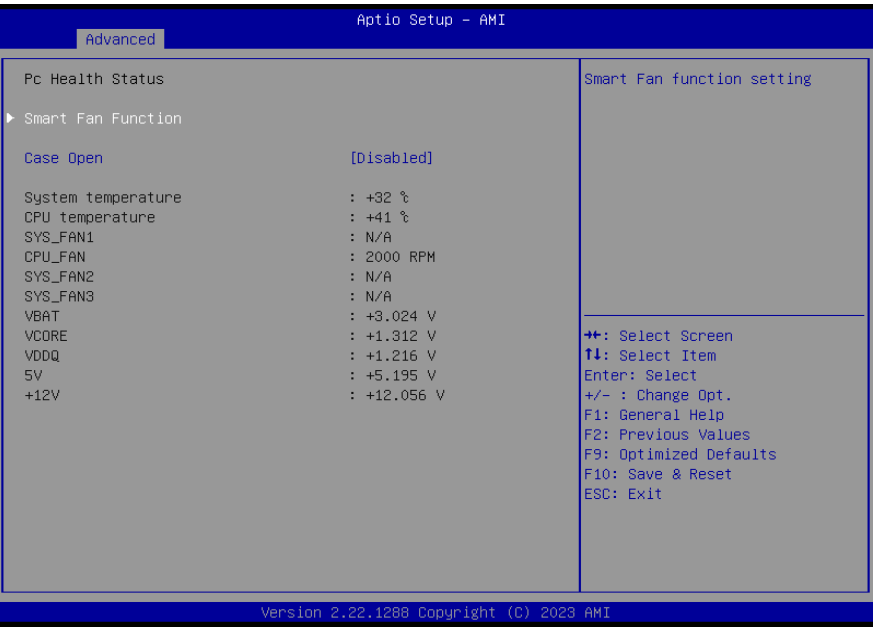 Aptio Setup – AMI
Advanced
Pc Health Status
Smart Fan Function
Case Open [Disabled]
System temperature : +32 ℃
CPU temperature : +41 ℃
SYS_FAN1 : N/A
CPU_FAN : 2000 RPM
SYS_FAN2 : N/A
SYS_FAN3 : N/A
VBAT : +3.024 V
VCORE : +1.312 V
VDDQ : +1.216 V
5V : +5.195 V
+12V : +12.056 V
Smart Fan function setting
→←: Select Screen
↑↓: Select Item
Enter: Select
+/- : Change Opt.
F1: General Help
F2: Previous Values
F9: Optimized Defaults
F10: Save & Reset
ESC: Exit
Version 2.22.1288 Copyright (C) 2023 AMI